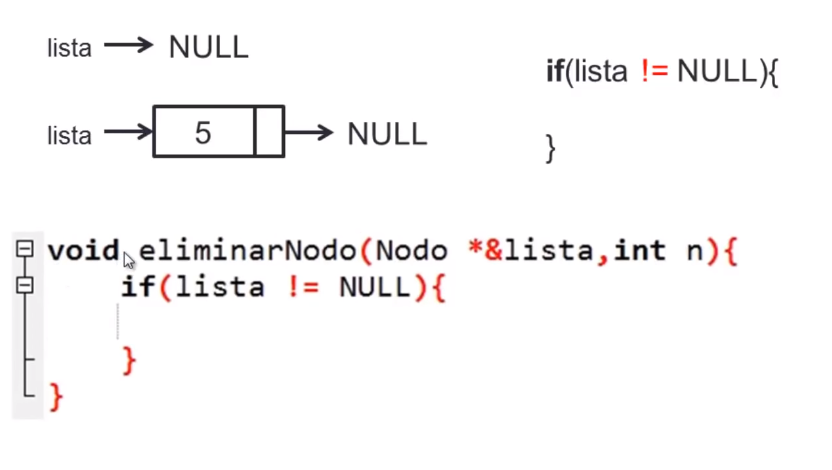 lista → NULL
if(lista != NULL){
lista → 5 → NULL
}
void eliminarNodo(Nodo *&lista,int n){
if(lista != NULL){
}
}